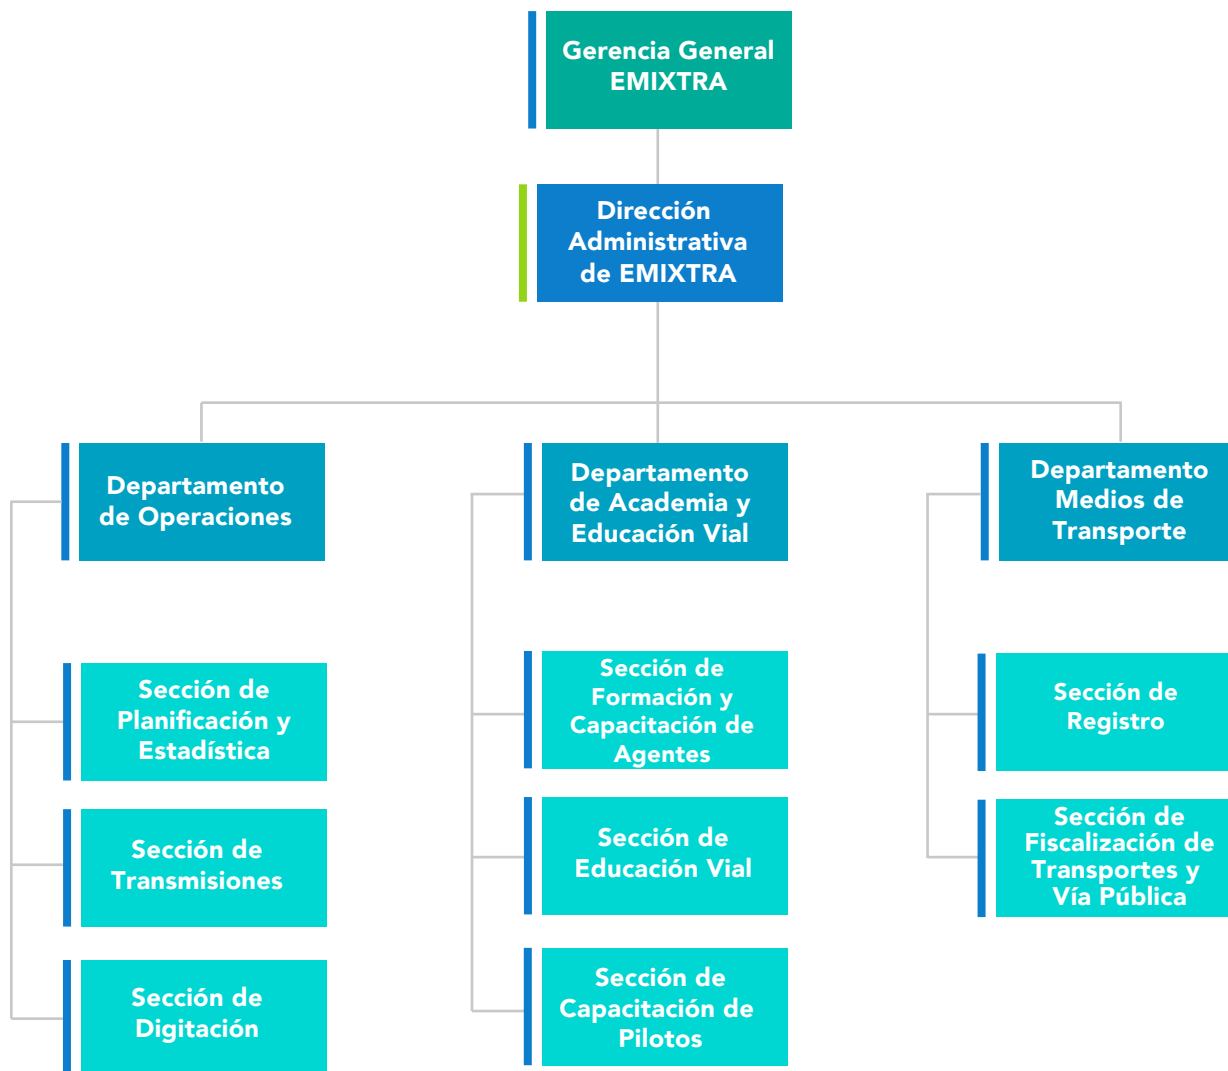 Gerencia General
EMIXTRA
Dirección
Administrativa
de EMIXTRA
Departamento
de Operaciones
Departamento
de Academia y
Educación Vial
Departamento
Medios de
Transporte
Sección de
Planificación y
Estadística
Sección de
Formación y
Capacitación de
Agentes
Sección de
Registro
Sección de
Transmisiones
Sección de
Educación Vial
Sección de
Fiscalización de
Transportes y
Vía Pública
Sección de
Digitación
Sección de
Capacitación de
Pilotos